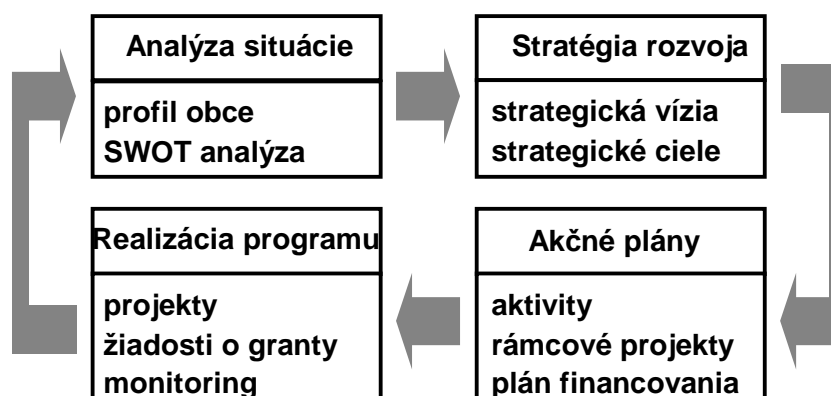 Analýza situácie
profil obce
SWOT analýza
Stratégia rozvoja
strategická vízia
strategické ciele
Akčné plány
aktivity
rámcové projekty
plán financovania
Realizácia programu
projekty
žiadosti o granty
monitoring